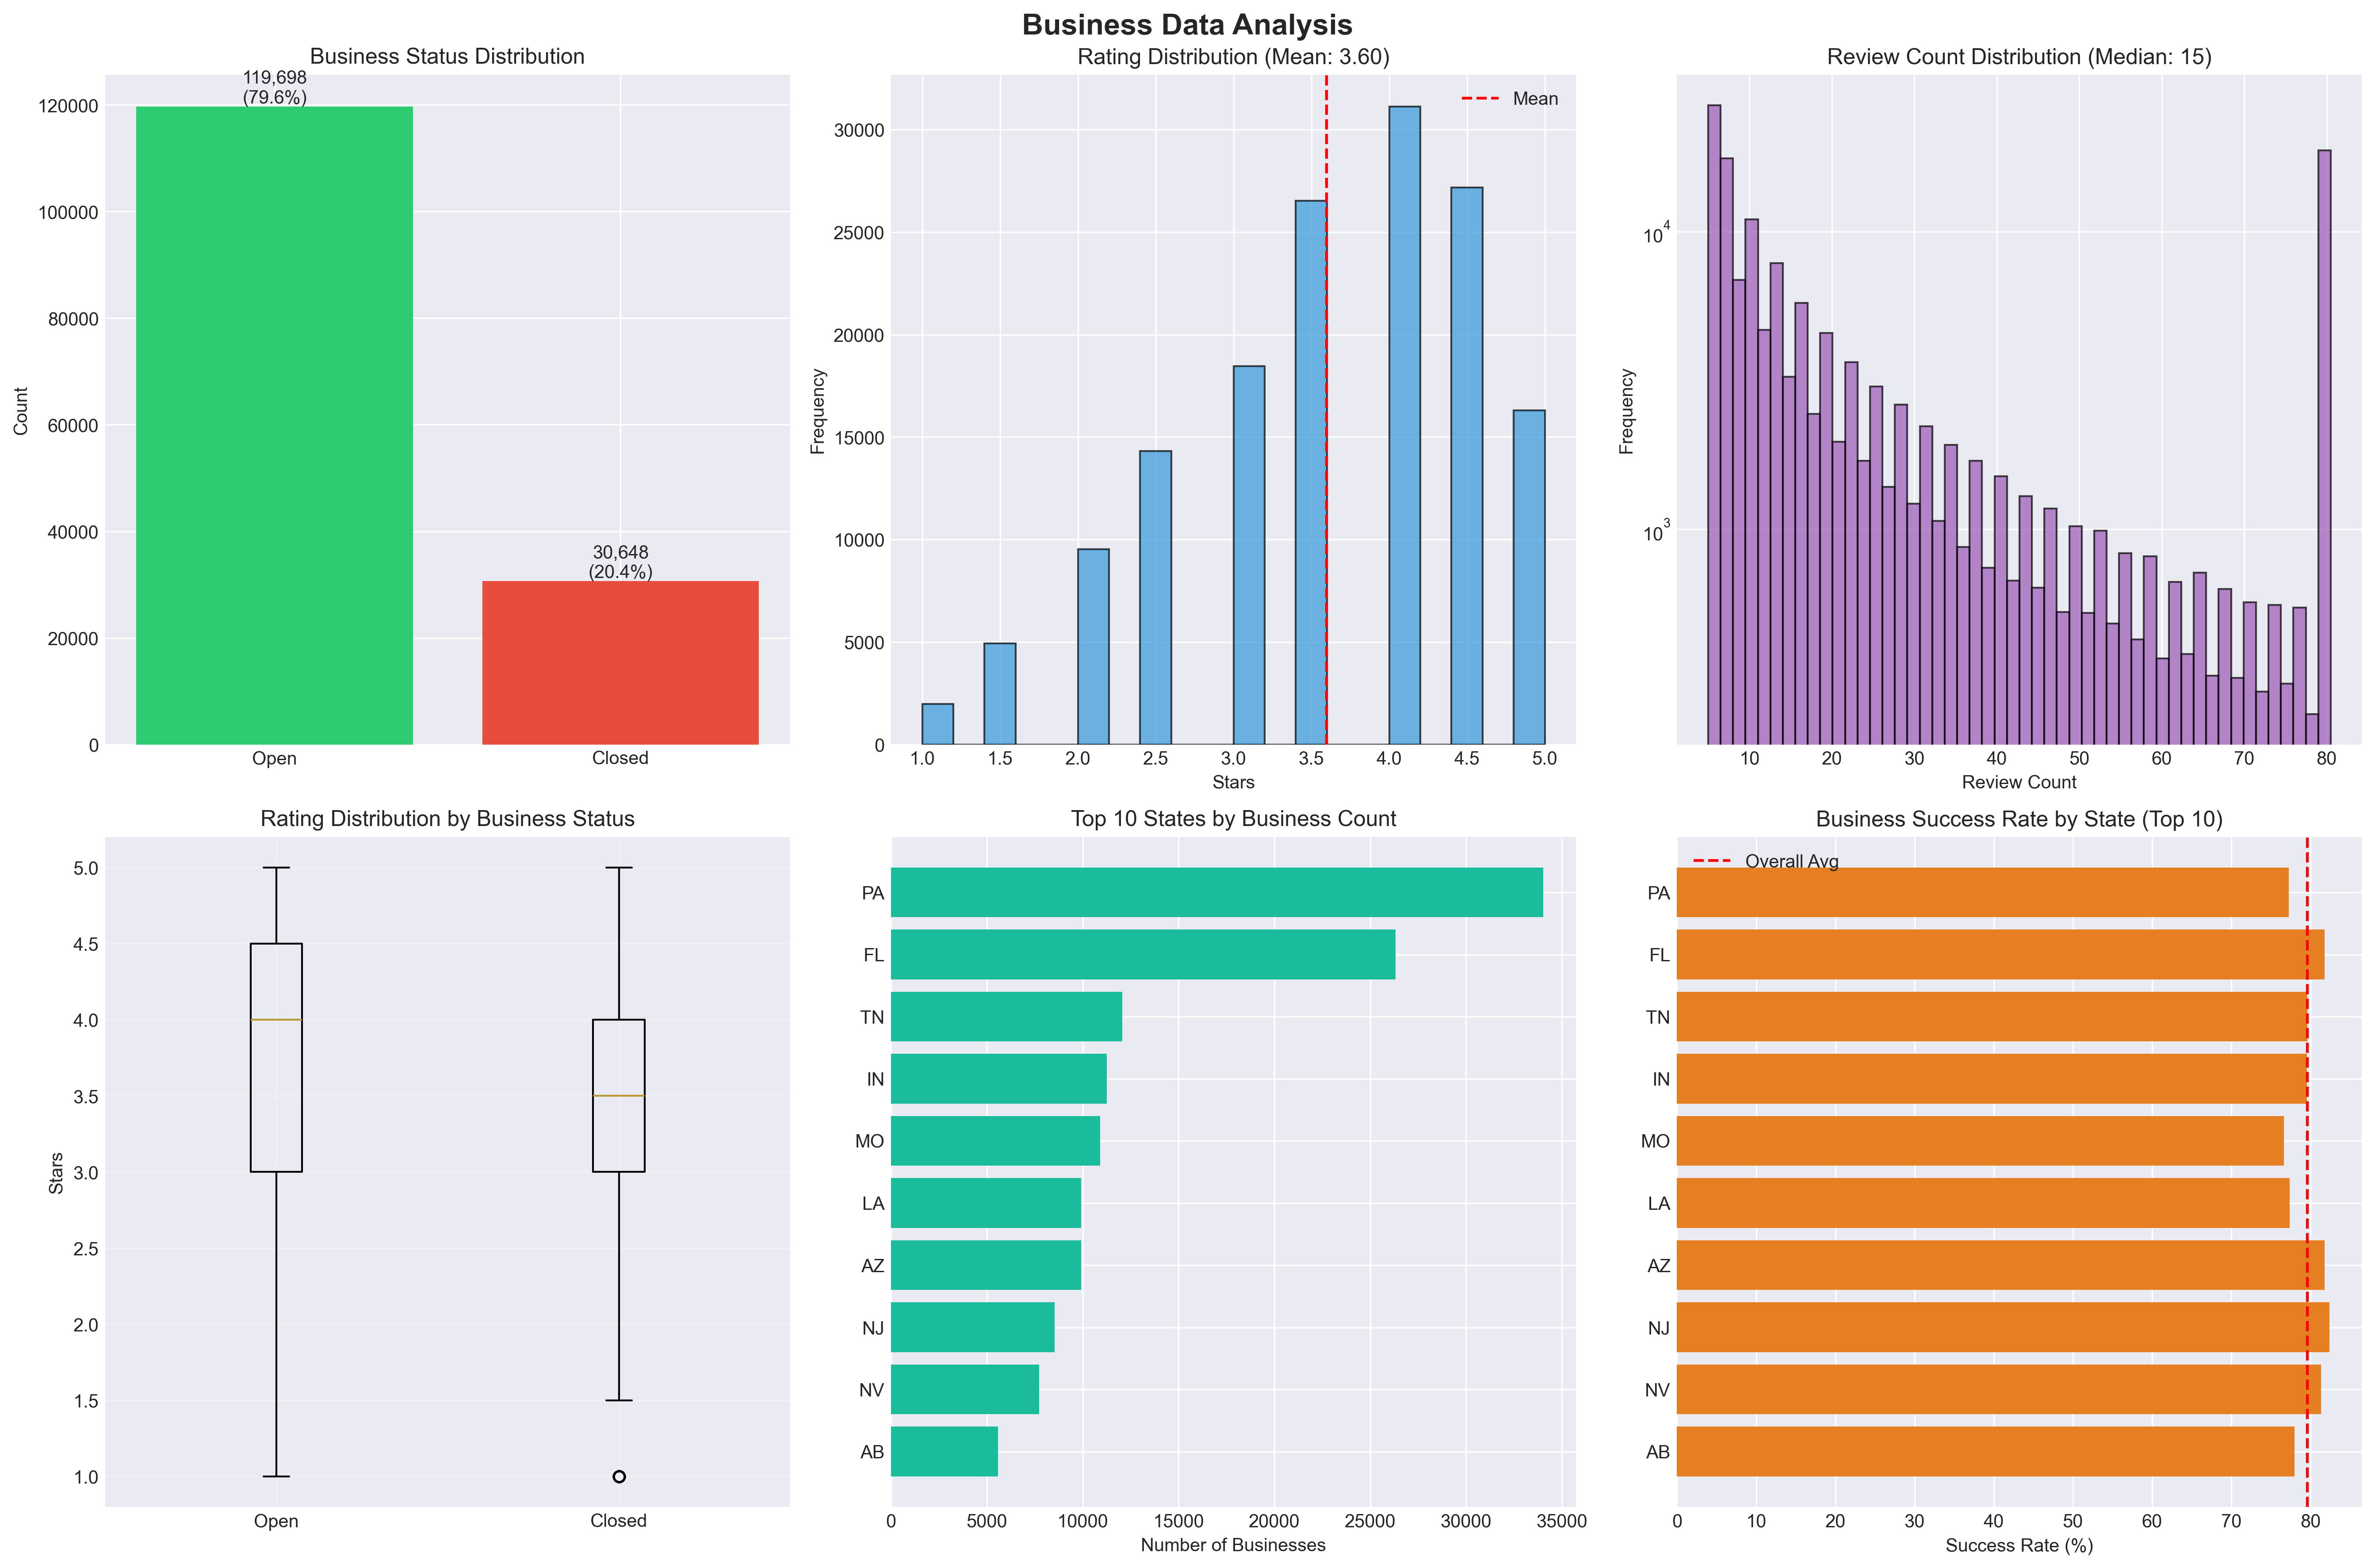 Business Data Analysis
Business Status Distribution
119,698
(79.6%)
30,648
(20.4%)
120000
100000
80000
60000
40000
20000
0
Count
Open
Closed
Rating Distribution (Mean: 3.60)
Mean
30000
25000
20000
15000
10000
5000
0
Frequency
1.0
1.5
2.0
2.5
3.0
3.5
4.0
4.5
5.0
Stars
Review Count Distribution (Median: 15)
10^4
10^3
Frequency
10
20
30
40
50
60
70
80
Review Count
Rating Distribution by Business Status
5.0
4.5
4.0
3.5
3.0
2.5
2.0
1.5
1.0
Stars
Open
Closed
Top 10 States by Business Count
PA
FL
TN
IN
MO
LA
AZ
NJ
NV
AB
0
5000
10000
15000
20000
25000
30000
35000
Number of Businesses
Business Success Rate by State (Top 10)
Overall Avg
PA
FL
TN
IN
MO
LA
AZ
NJ
NV
AB
0
10
20
30
40
50
60
70
80
Success Rate (%)